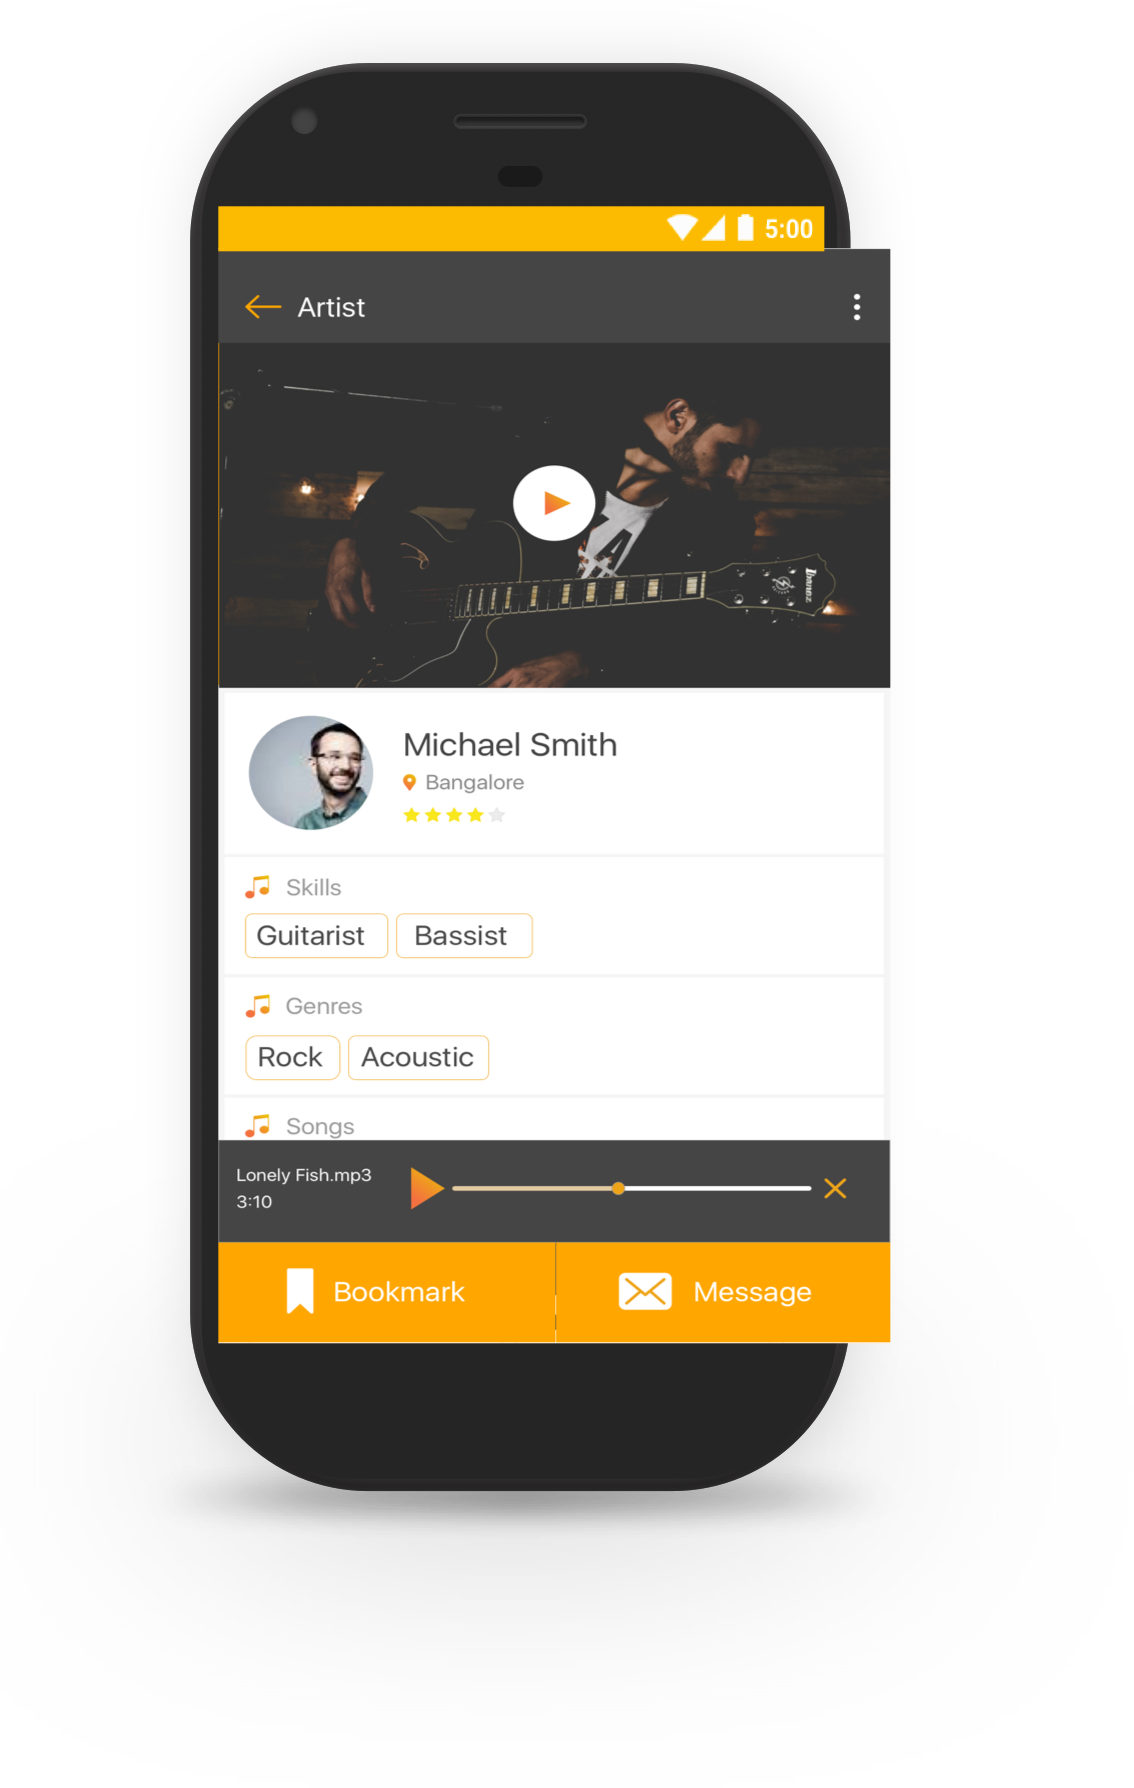 5:00
Artist
A
Ibanez
Michael Smith
Bangalore
Skills
Guitarist Bassist
Genres
Rock Acoustic
Songs
Lonely Fish.mp3
3:10
Bookmark Message